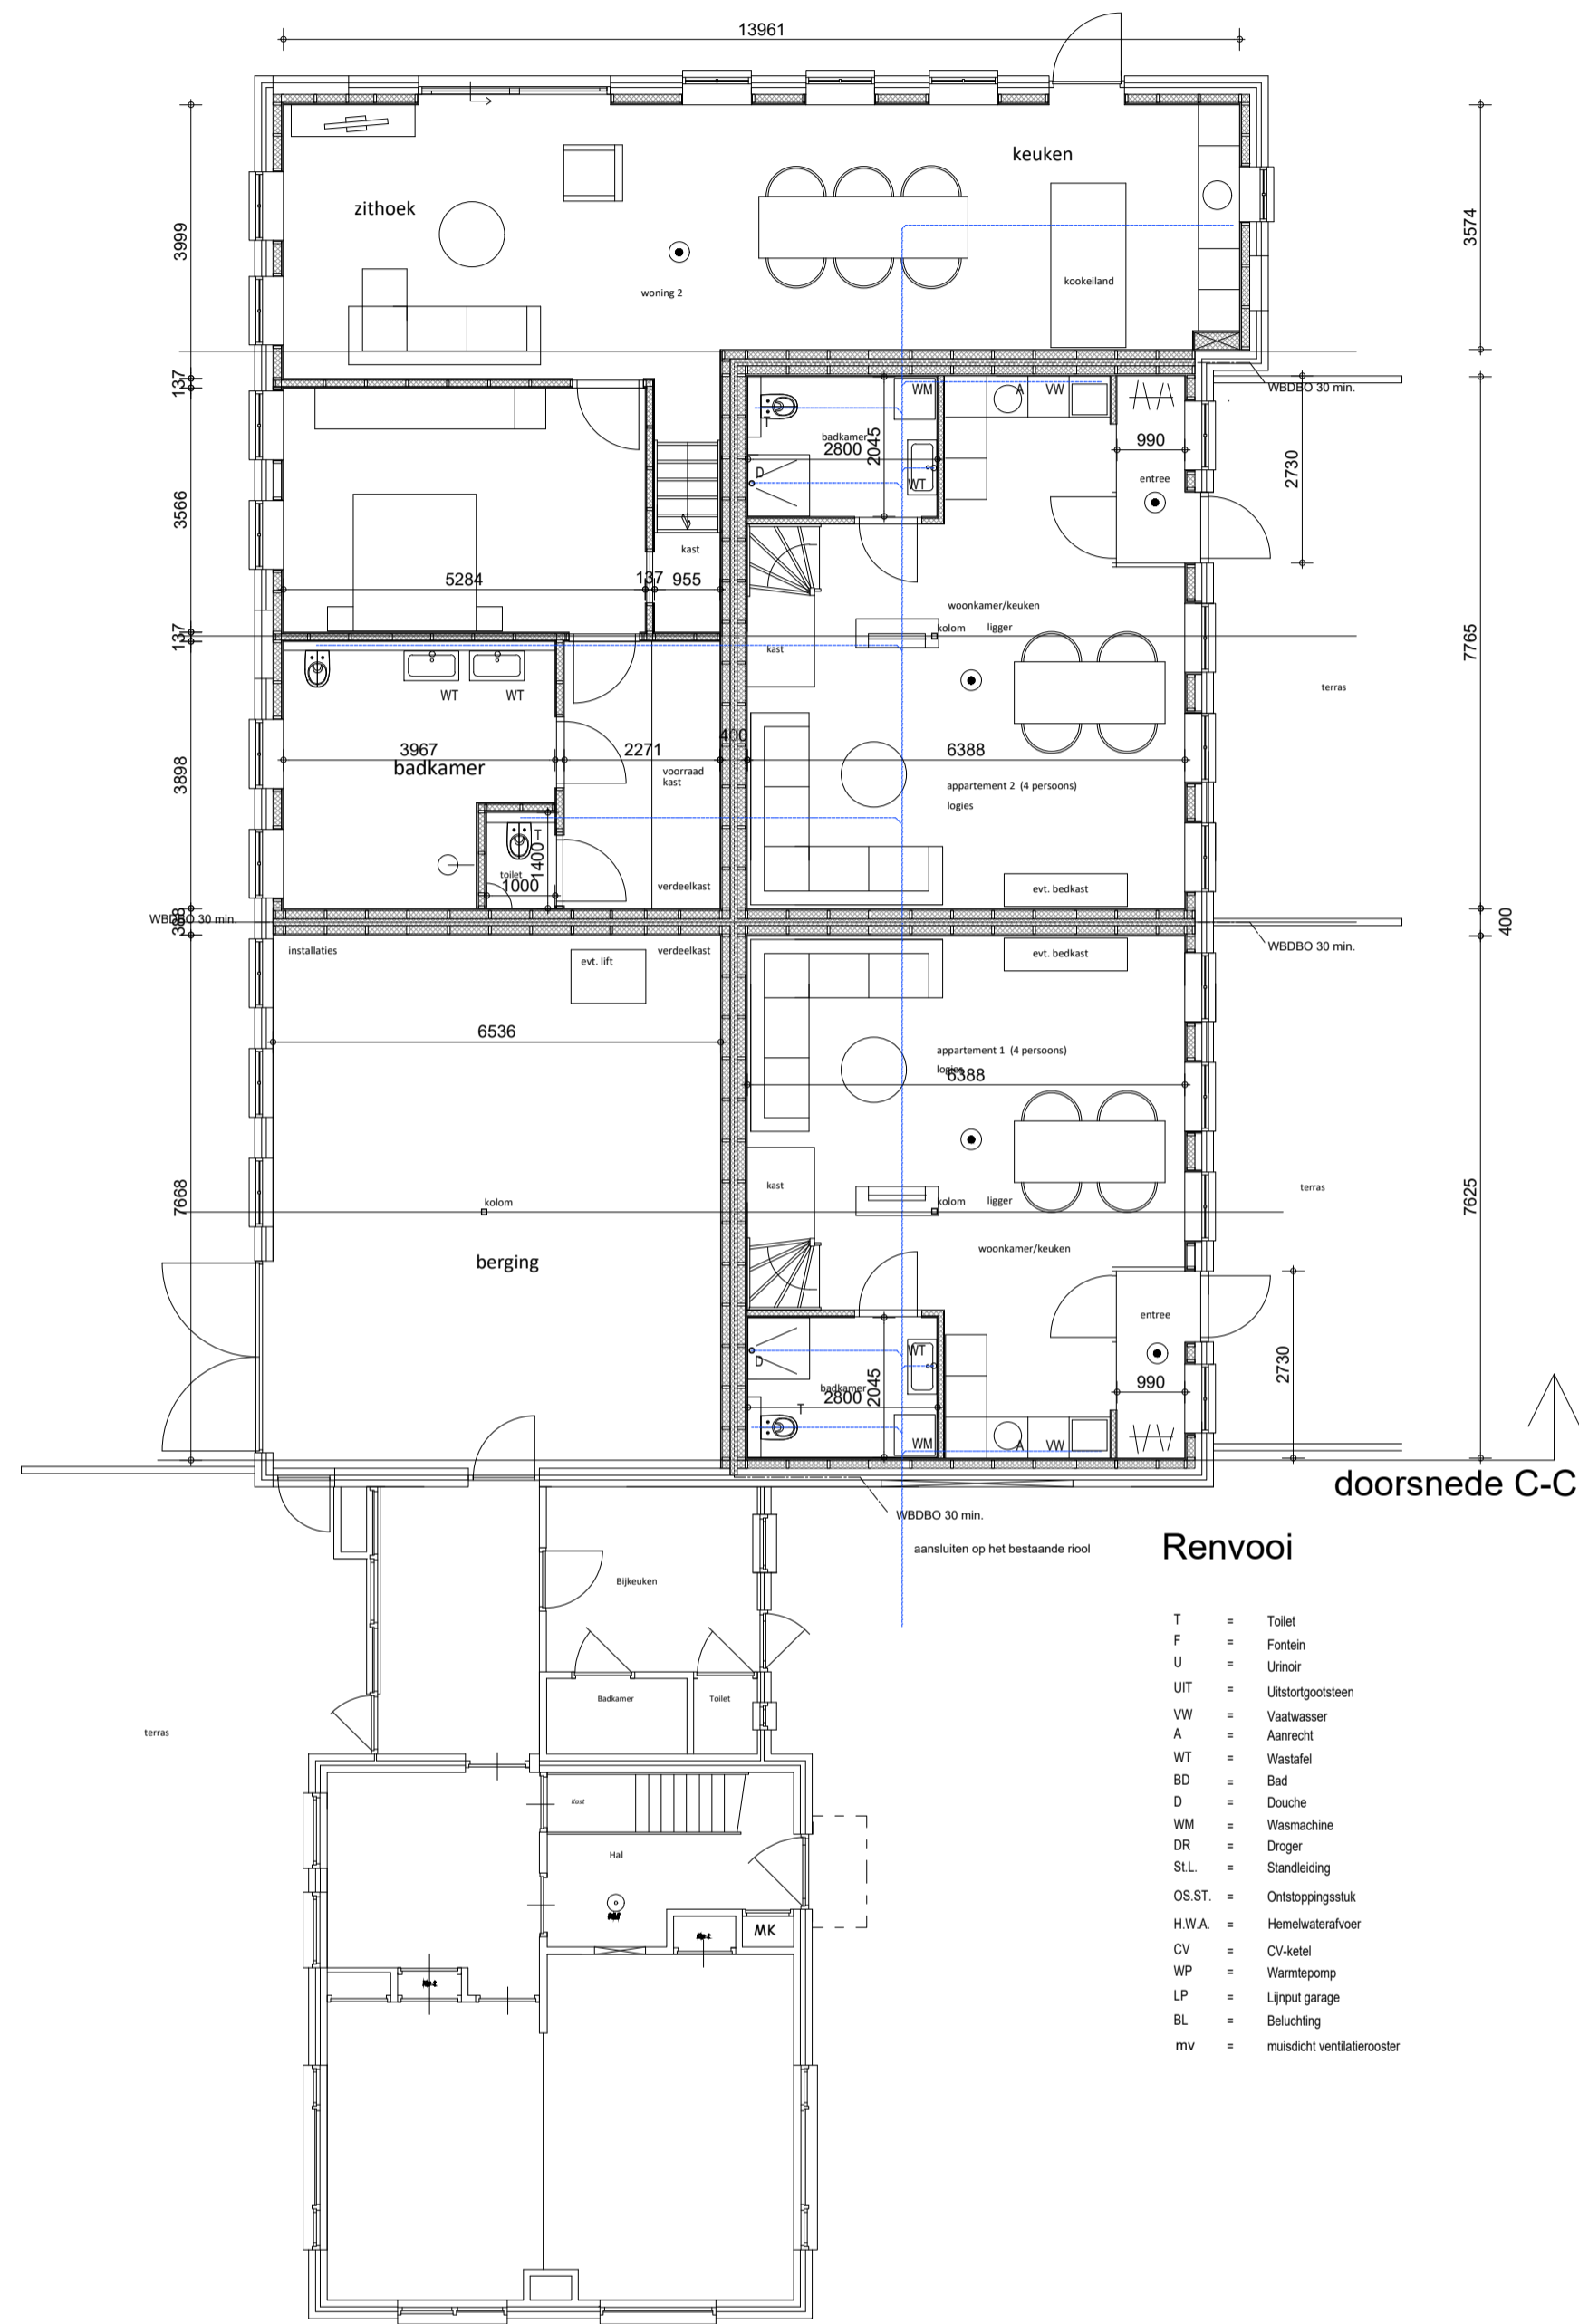 13961
keuken
zithoek
3999
3574
kookeiland
woning 2
137
WBDBO 30 min.
WM
A
VW
T
badkamer
2800
2045
990
2730
D
WT
entree
3566
kast
5284
137
955
woonkamer/keuken
kolom
ligger
137
kast
7765
terras
WT
WT
400
3967
2271
6388
badkamer
voorraad
kast
appartement 2 (4 persoons)
logies
3898
T
1400
toilet
1000
verdeelkast
evt. bedkast
WBDBO 30 min.
400
WBDBO 30 min.
installaties
evt. lift
verdeelkast
evt. bedkast
6536
appartement 1 (4 persoons)
logies
6388
kast
terras
7668
7625
kolom
kolom
ligger
woonkamer/keuken
berging
entree
WT
D
2730
badkamer
2800
2045
990
T
WM
A
VW
doorsnede C-C
WBDBO 30 min.
aansluiten op het bestaande riool
Renvooi
Bijkeuken
T = Toilet
F = Fontein
U = Urinoir
UIT = Uitstortgootsteen
VW = Vaatwasser
A = Aanrecht
WT = Wastafel
BD = Bad
D = Douche
WM = Wasmachine
DR = Droger
St.L. = Standleiding
OS.ST. = Ontstoppingsstuk
H.W.A. = Hemelwaterafvoer
CV = CV-ketel
WP = Warmtepomp
LP = Lijnput garage
BL = Beluchting
mv = muisdicht ventilatierooster
Badkamer
Toilet
terras
Kast
Hal
MK